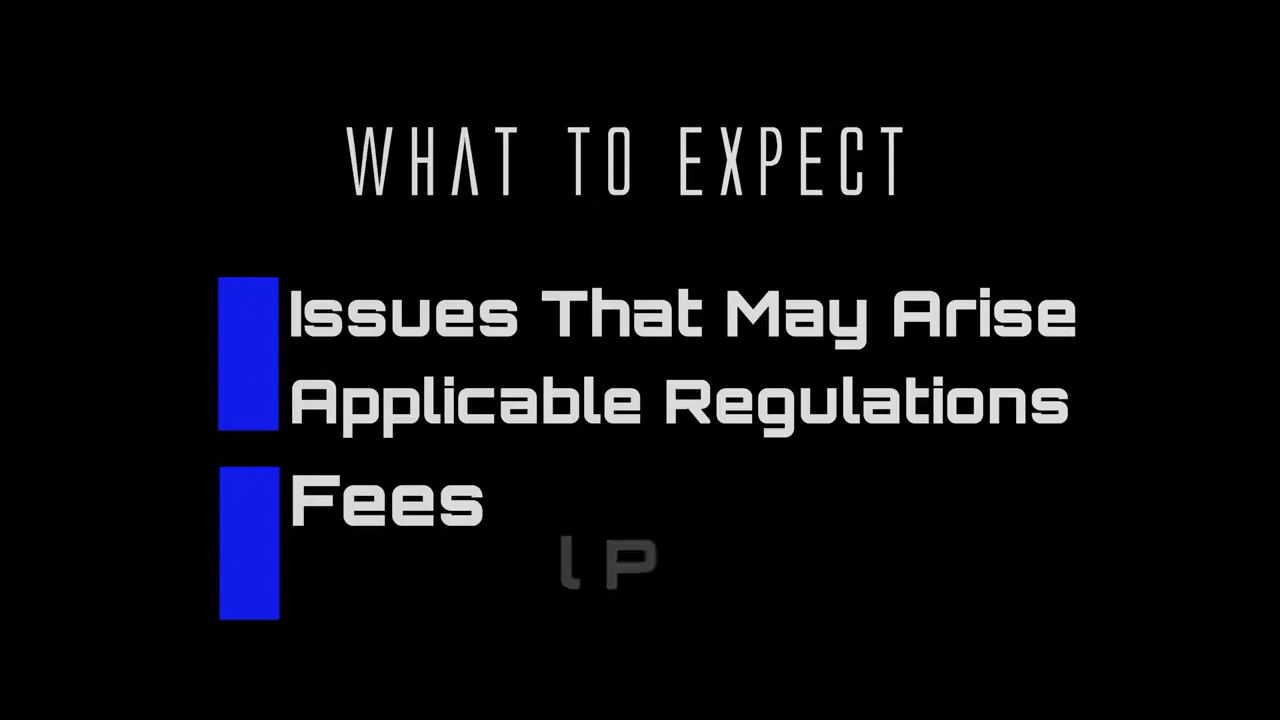 WHAT TO EXPECT
Issues That May Arise
Applicable Regulations
Fees
l P